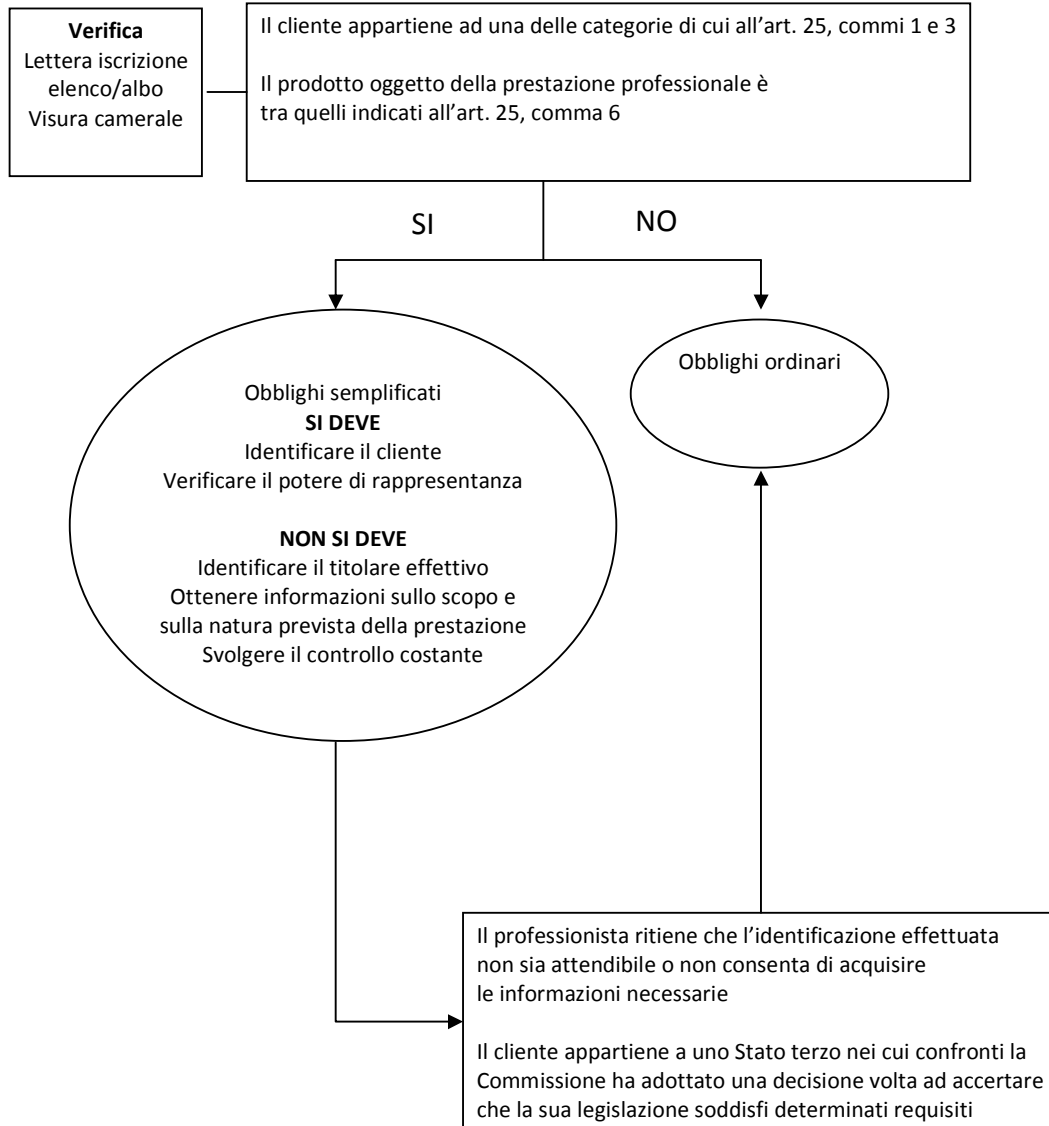 Verifica
Lettera iscrizione
elenco/albo
Visura camerale
Il cliente appartiene ad una delle categorie di cui all’art. 25, commi 1 e 3
Il prodotto oggetto della prestazione professionale è
tra quelli indicati all’art. 25, comma 6
SI
NO
Obblighi semplificati
SI DEVE
Identificare il cliente
Verificare il potere di rappresentanza
NON SI DEVE
Identificare il titolare effettivo
Ottenere informazioni sullo scopo e
sulla natura prevista della prestazione
Svolgere il controllo costante
Obblighi ordinari
Il professionista ritiene che l’identificazione effettuata
non sia attendibile o non consenta di acquisire
le informazioni necessarie
Il cliente appartiene a uno Stato terzo nei cui confronti la
Commissione ha adottato una decisione volta ad accertare
che la sua legislazione soddisfi determinati requisiti